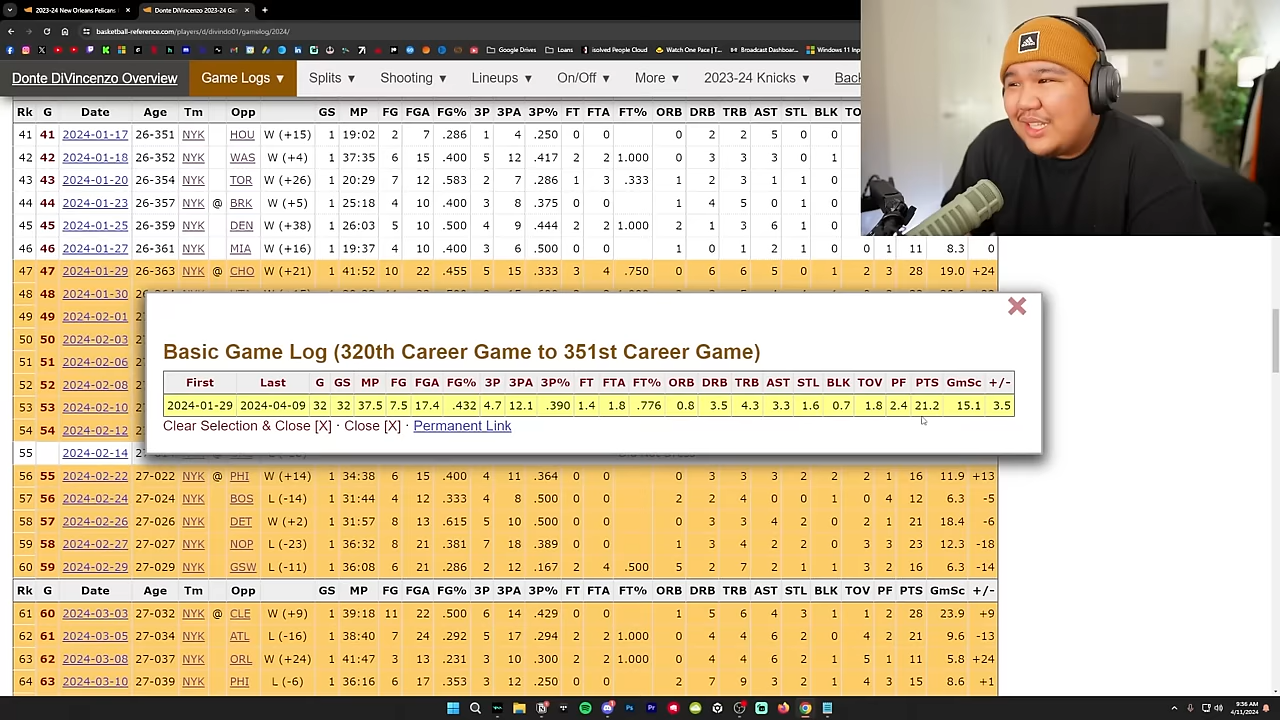 2023-24 New Orleans Pelicans
Donte DiVincenzo 2023-24 Ga
basketball-reference.com/players/d/divindo01/gamelog/2024/
Google Drives Loans isolved People Cloud Watch One Pace | T... Broadcast Dashboar... Windows 11 Inp
Donte DiVincenzo Overview Game Logs ▼ Splits ▼ Shooting ▼ Lineups ▼ On/Off ▼ More ▼ 2023-24 Knicks ▼ Back
Rk G Date Age Tm Opp GS MP FG FGA FG% 3P 3PA 3P% FT FTA FT% ORB DRB TRB AST STL BLK TO
41 41 2024-01-17 26-351 NYK HOU W (+15) 1 19:02 2 7 .286 1 4 .250 0 0 0 2 2 5 0 0
42 42 2024-01-18 26-352 NYK WAS W (+4) 1 37:35 6 15 .400 5 12 .417 2 2 1.000 0 3 3 3 0 1
43 43 2024-01-20 26-354 NYK TOR W (+26) 1 20:29 7 12 .583 2 7 .286 1 3 .333 1 2 3 1 1 0
44 44 2024-01-23 26-357 NYK @ BRK W (+5) 1 25:18 4 10 .400 3 8 .375 0 0 1 4 5 0 1 0
45 45 2024-01-25 26-359 NYK DEN W (+38) 1 26:03 5 10 .500 4 9 .444 2 2 1.000 0 2 3 1 6 0
46 46 2024-01-27 26-361 NYK MIA W (+16) 1 19:37 4 10 .400 3 6 .500 0 0 1 0 1 2 1 0 0 1 11 8.3 0
47 47 2024-01-29 26-363 NYK @ CHO W (+21) 1 41:52 10 22 .455 5 15 .333 3 4 .750 0 6 6 5 0 1 2 3 28 19.0 +24
48 48 2024-01-30
49 49 2024-02-01
50 50 2024-02-03
51 51 2024-02-06
52 52 2024-02-08
53 53 2024-02-10
54 54 2024-02-12
55 2024-02-14
Basic Game Log (320th Career Game to 351st Career Game)
First Last G GS MP FG FGA FG% 3P 3PA 3P% FT FTA FT% ORB DRB TRB AST STL BLK TOV PF PTS GmSc +/-
2024-01-29 2024-04-09 32 32 37.5 7.5 17.4 .432 4.7 12.1 .390 1.4 1.8 .776 0.8 3.5 4.3 3.3 1.6 0.7 1.8 2.4 21.2 15.1 3.5
Clear Selection & Close [X] · Close [X] · Permanent Link
56 55 2024-02-22 27-022 NYK @ PHI W (+14) 1 34:38 6 15 .400 4 11 .364 0 0 0 3 3 3 2 2 2 1 16 11.9 +13
57 56 2024-02-24 27-024 NYK BOS L (-14) 1 31:44 4 12 .333 4 8 .500 0 0 2 2 4 0 0 1 0 4 12 6.3 -5
58 57 2024-02-26 27-026 NYK DET W (+2) 1 31:57 8 13 .615 5 10 .500 0 0 0 3 3 4 2 0 2 1 21 18.4 -6
59 58 2024-02-27 27-027 NYK NOP L (-23) 1 36:32 8 21 .381 7 18 .389 0 0 1 3 4 2 2 0 3 3 23 12.3 -18
60 59 2024-02-29 27-029 NYK GSW L (-11) 1 36:08 6 21 .286 2 12 .167 2 4 .500 5 2 7 2 1 1 3 2 16 6.3 -14
Rk G Date Age Tm Opp GS MP FG FGA FG% 3P 3PA 3P% FT FTA FT% ORB DRB TRB AST STL BLK TOV PF PTS GmSc +/-
61 60 2024-03-03 27-032 NYK @ CLE W (+9) 1 39:18 11 22 .500 6 14 .429 0 0 1 5 6 4 3 1 1 2 28 23.9 +9
62 61 2024-03-05 27-034 NYK ATL L (-16) 1 38:40 7 24 .292 5 17 .294 2 2 1.000 0 4 4 6 2 0 4 2 21 9.6 -13
63 62 2024-03-08 27-037 NYK ORL W (+24) 1 41:47 3 13 .231 3 10 .300 2 2 1.000 0 4 4 6 2 1 5 1 11 5.8 +24
64 63 2024-03-10 27-039 NYK PHI L (-6) 1 36:16 6 17 .353 3 12 .250 0 0 2 7 9 3 2 1 4 3 15 8.6 +1
9:36 AM
4/11/2024